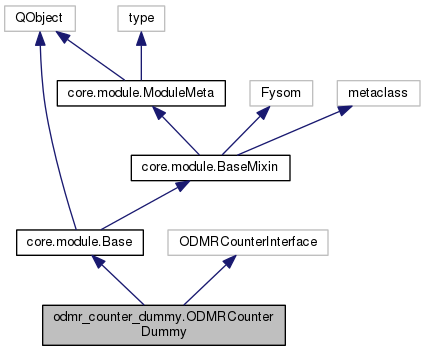 QObject
type
core.module.ModuleMeta
Fysom
metaclass
core.module.BaseMixin
core.module.Base
ODMRCounterInterface
odmr_counter_dummy.ODMRCounter
Dummy